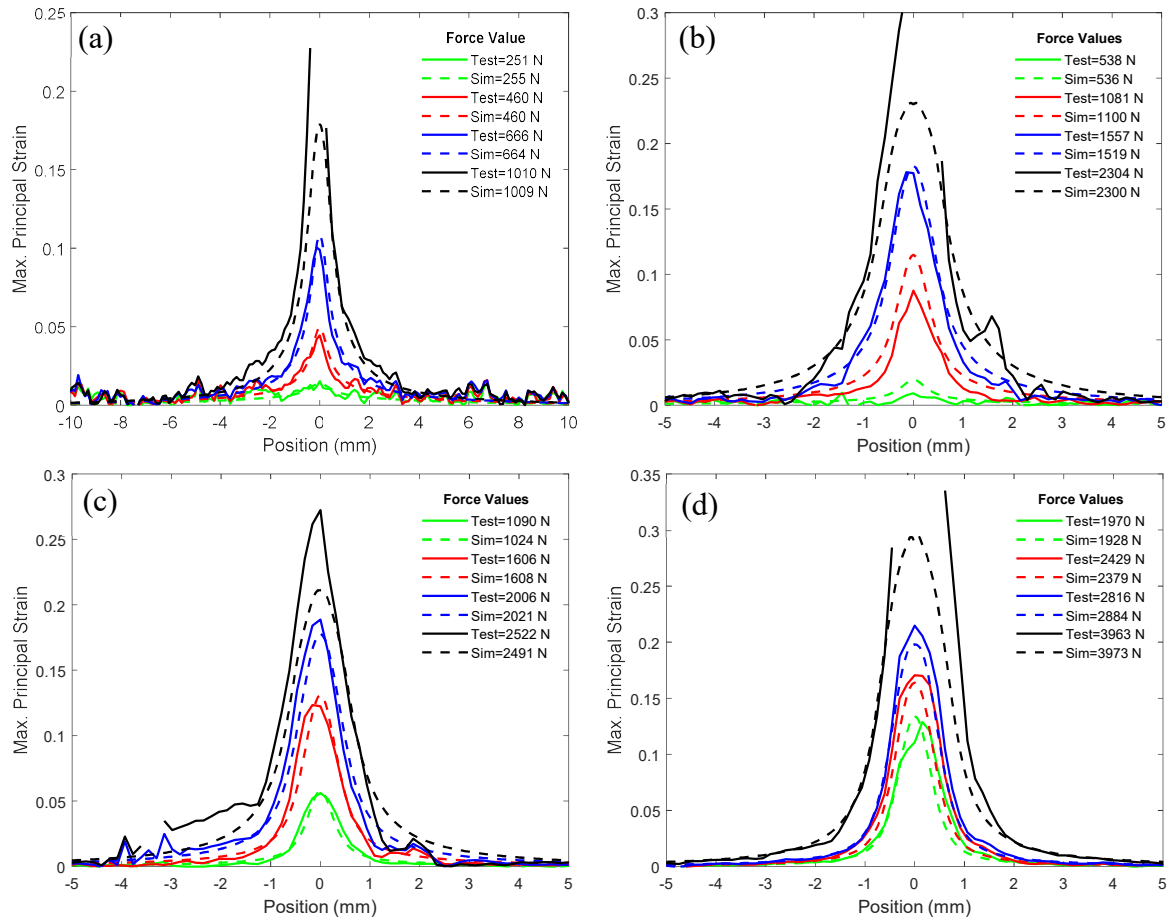 (a)
Force Value
Test=251 N
Sim=255 N
Test=460 N
Sim=460 N
Test=666 N
Sim=664 N
Test=1010 N
Sim=1009 N
Max. Principal Strain
0.25
0.2
0.15
0.1
0.05
0
-10 -8 -6 -4 -2 0 2 4 6 8 10
Position (mm)
(b)
Force Values
Test=538 N
Sim=536 N
Test=1081 N
Sim=1100 N
Test=1557 N
Sim=1519 N
Test=2304 N
Sim=2300 N
Max. Principal Strain
0.3
0.25
0.2
0.15
0.1
0.05
0
-5 -4 -3 -2 -1 0 1 2 3 4 5
Position (mm)
(c)
Force Values
Test=1090 N
Sim=1024 N
Test=1606 N
Sim=1608 N
Test=2006 N
Sim=2021 N
Test=2522 N
Sim=2491 N
Max. Principal Strain
0.3
0.25
0.2
0.15
0.1
0.05
0
-5 -4 -3 -2 -1 0 1 2 3 4 5
Position (mm)
(d)
Force Values
Test=1970 N
Sim=1928 N
Test=2429 N
Sim=2379 N
Test=2816 N
Sim=2884 N
Test=3963 N
Sim=3973 N
Max. Principal Strain
0.35
0.3
0.25
0.2
0.15
0.1
0.05
0
-5 -4 -3 -2 -1 0 1 2 3 4 5
Position (mm)